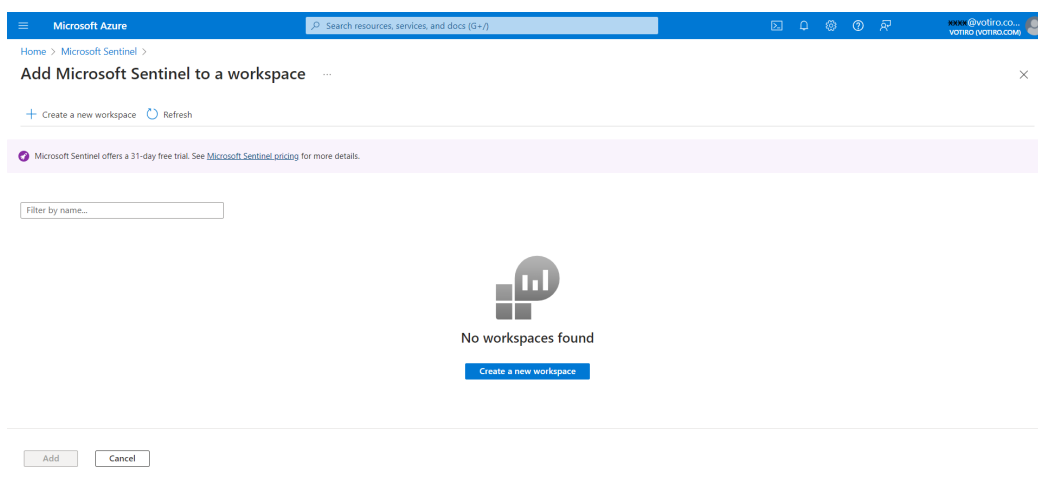 Microsoft Azure
Search resources, services, and docs (G+/)
xxxx@votiro.co...
VOTIRO (VOTIRO.COM)
Home > Microsoft Sentinel >
Add Microsoft Sentinel to a workspace ...
+ Create a new workspace Refresh
Microsoft Sentinel offers a 31-day free trial. See Microsoft Sentinel pricing for more details.
Filter by name...
No workspaces found
Create a new workspace
Add Cancel